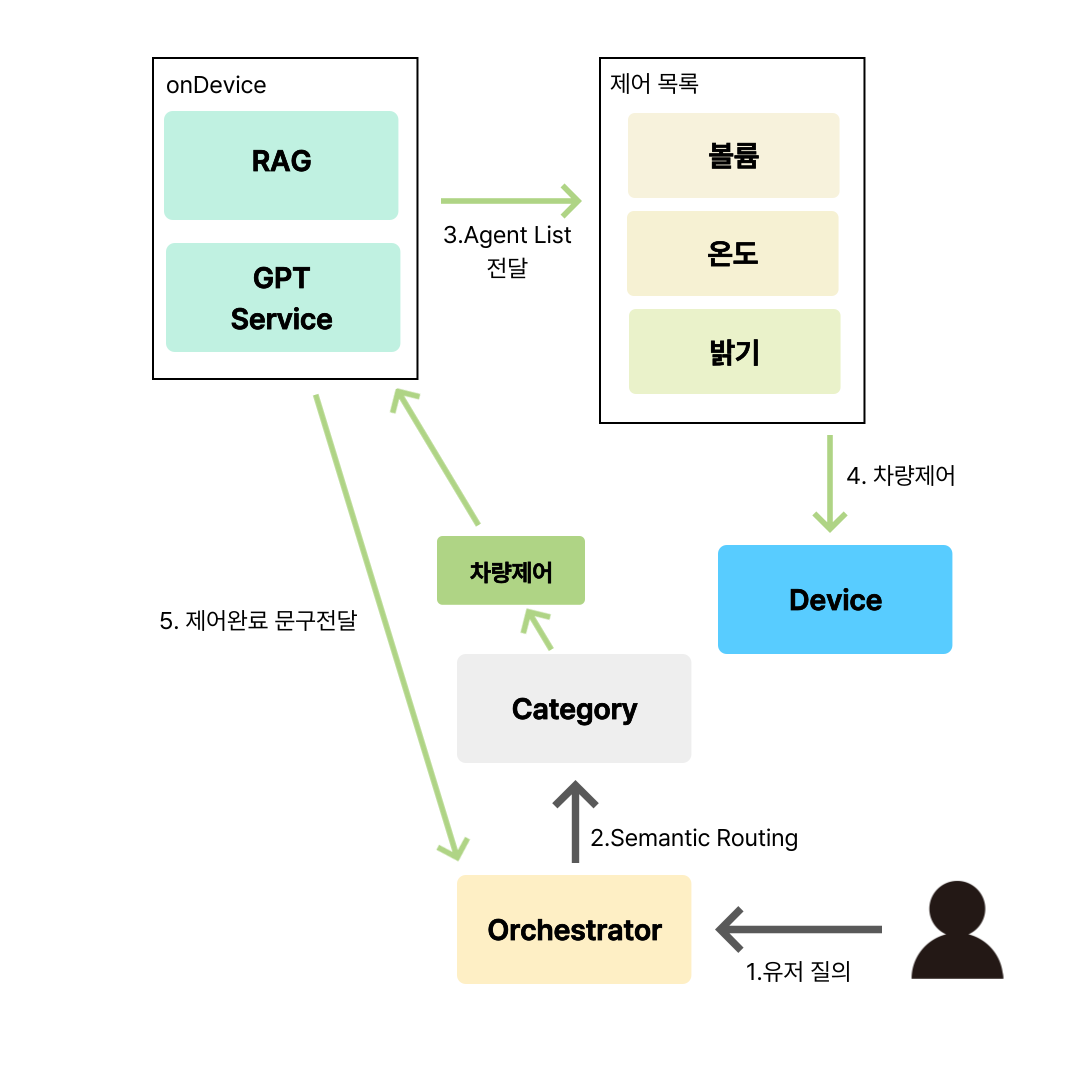 onDevice
RAG
GPT
Service
3.Agent List
전달
제어 목록
볼륨
온도
밝기
4. 차량제어
Device
차량제어
5. 제어완료 문구전달
Category
2.Semantic Routing
Orchestrator
1.유저 질의